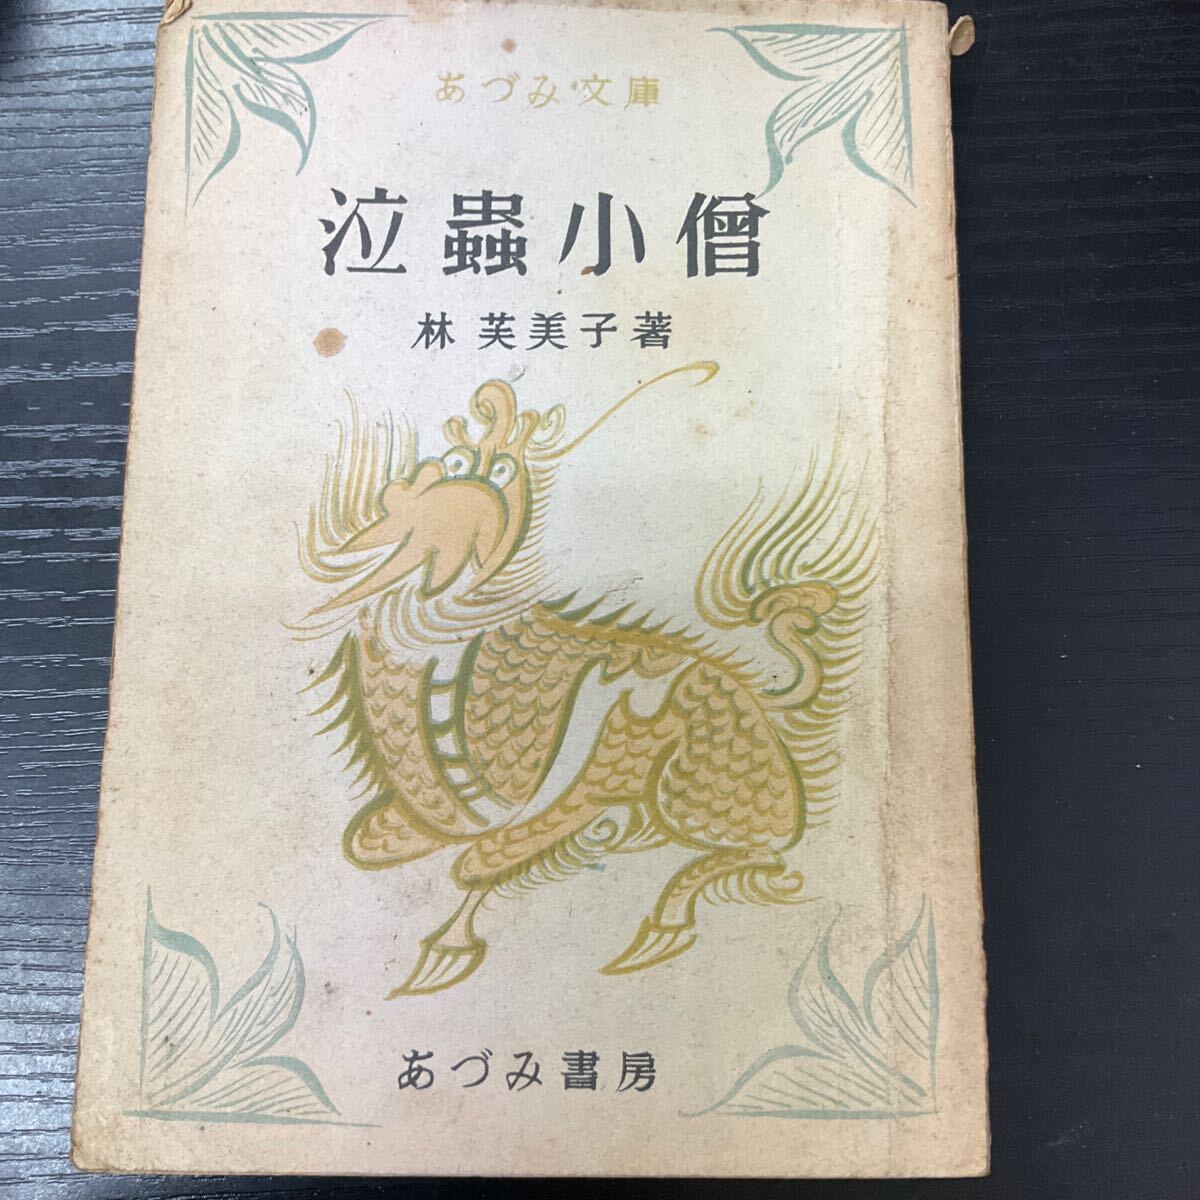 あづみ文庫
泣蟲小僧
林 芙美子著
あづみ書房